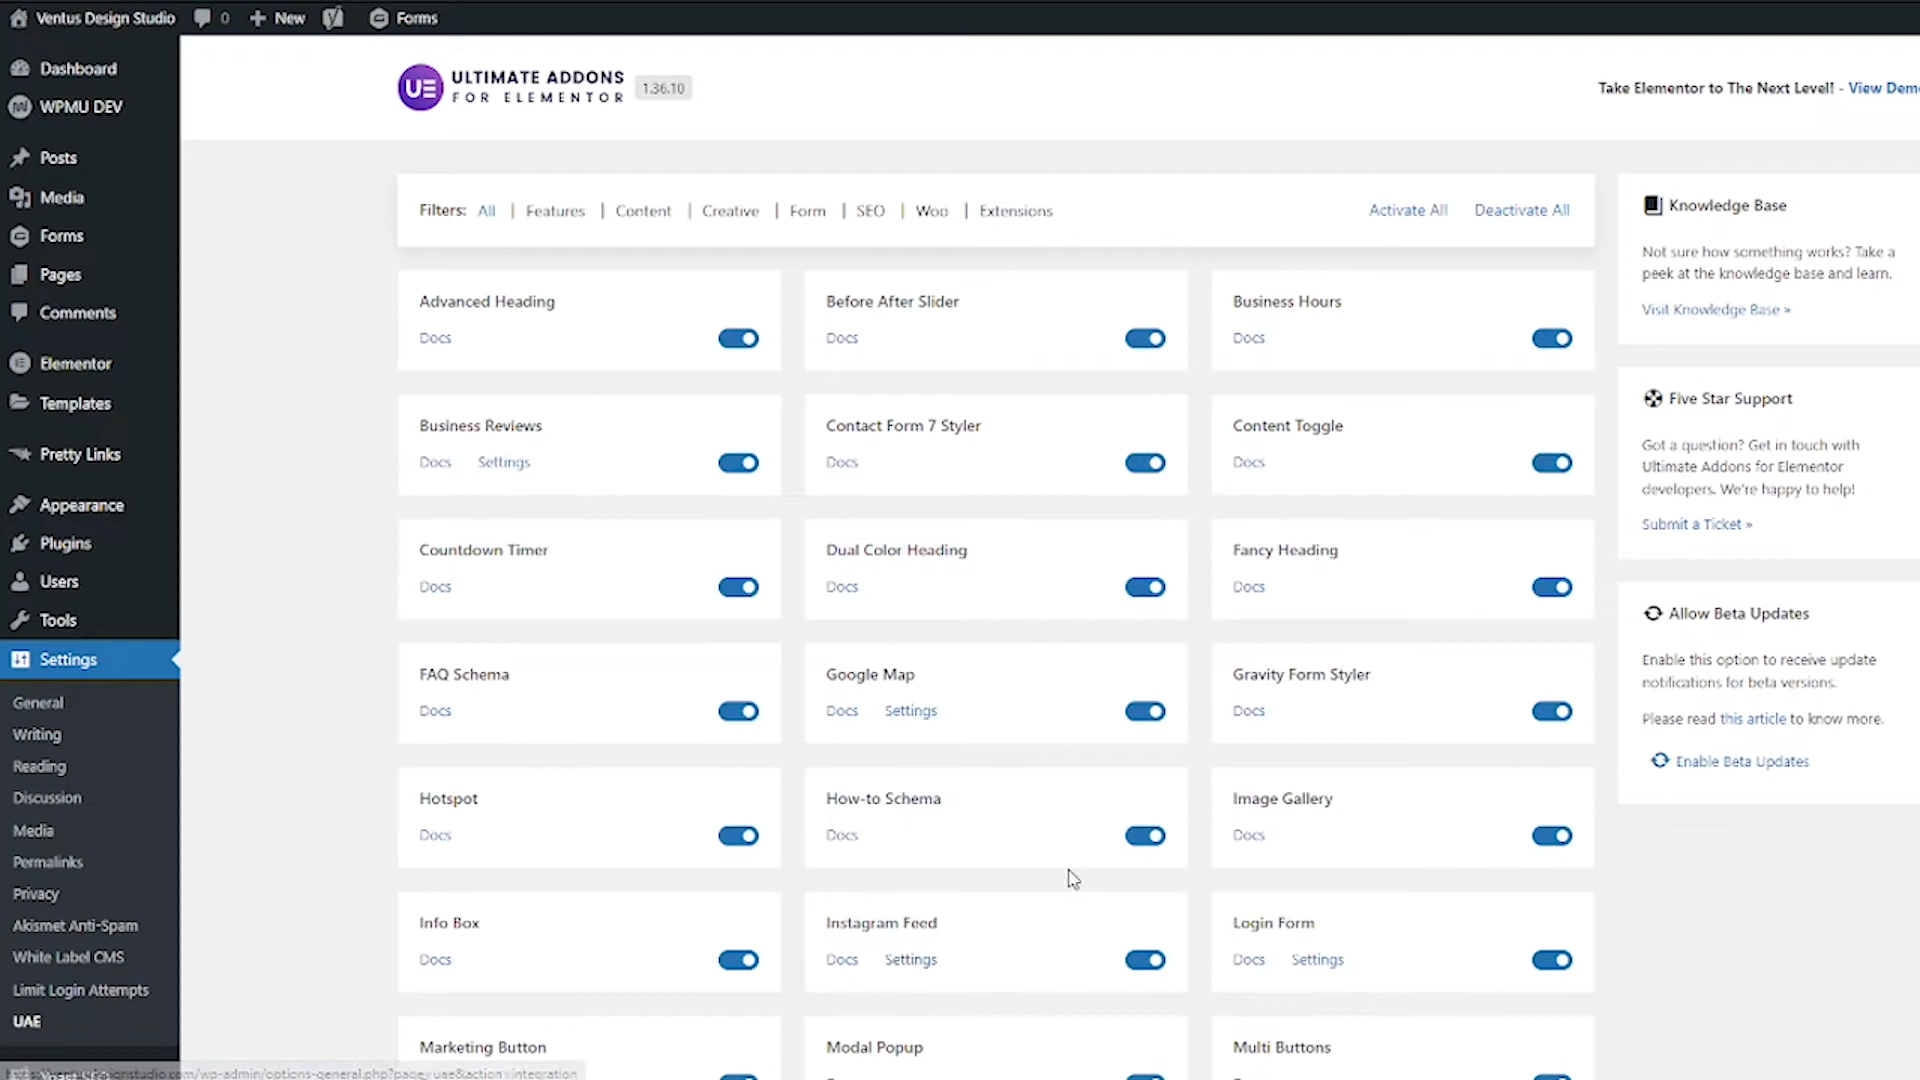 Ventus Design Studio
0
New
Forms
Dashboard
WPMU DEV
Posts
Media
Forms
Pages
Comments
Elementor
Templates
Pretty Links
Appearance
Plugins
Users
Tools
Settings
General
Writing
Reading
Discussion
Media
Permalinks
Privacy
Akismet Anti-Spam
White Label CMS
Limit Login Attempts
UAE
UE ULTIMATE ADDONS
FOR ELEMENTOR
1.36.10
Take Elementor to The Next Level! - View Demo
Filters: All | Features | Content | Creative | Form | SEO | Woo | Extensions
Activate All Deactivate All
Advanced Heading
Docs
Before After Slider
Docs
Business Hours
Docs
Business Reviews
Docs Settings
Contact Form 7 Styler
Docs
Content Toggle
Docs
Countdown Timer
Docs
Dual Color Heading
Docs
Fancy Heading
Docs
FAQ Schema
Docs
Google Map
Docs Settings
Gravity Form Styler
Docs
Hotspot
Docs
How-to Schema
Docs
Image Gallery
Docs
Info Box
Docs
Instagram Feed
Docs Settings
Login Form
Docs Settings
Marketing Button
Modal Popup
Multi Buttons
Knowledge Base
Not sure how something works? Take a
peek at the knowledge base and learn.
Visit Knowledge Base »
Five Star Support
Got a question? Get in touch with
Ultimate Addons for Elementor
developers. We're happy to help!
Submit a Ticket »
Allow Beta Updates
Enable this option to receive update
notifications for beta versions.
Please read this article to know more.
Enable Beta Updates